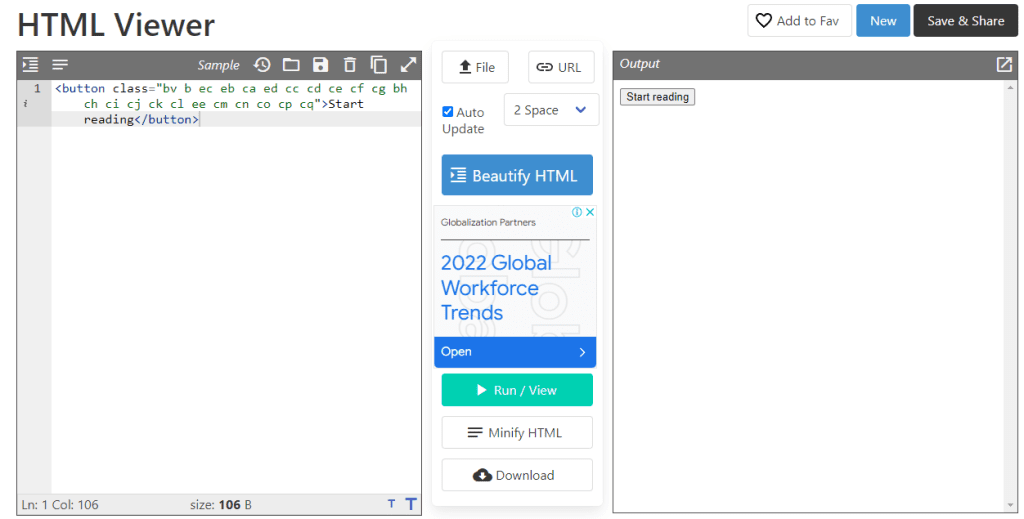 HTML Viewer
Add to Fav
New
Save & Share
Sample
1
<button class="bv b ec eb ca ed cc cd ce cf cg bh
i
ch ci cj ck cl ee cm cn co cp cq">Start
reading</button>
Ln: 1 Col: 106
size: 106 B
T T
File
URL
Auto
Update
2 Space
Beautify HTML
Globalization Partners
2022 Global
Workforce
Trends
Open
Run / View
Minify HTML
Download
Output
Start reading